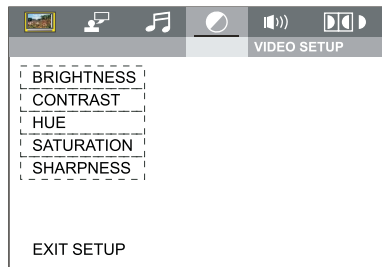 VIDEO SETUP
BRIGHTNESS
CONTRAST
HUE
SATURATION
SHARPNESS
EXIT SETUP